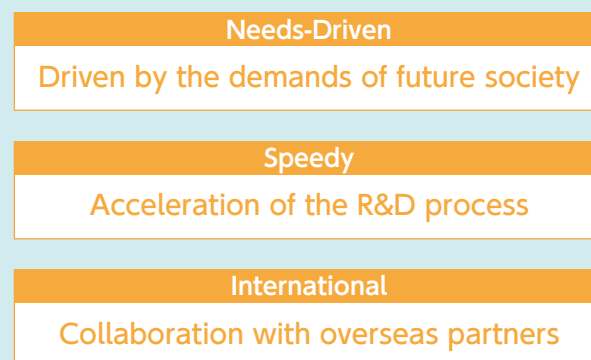 Needs-Driven
Driven by the demands of future society
Speedy
Acceleration of the R&D process
International
Collaboration with overseas partners